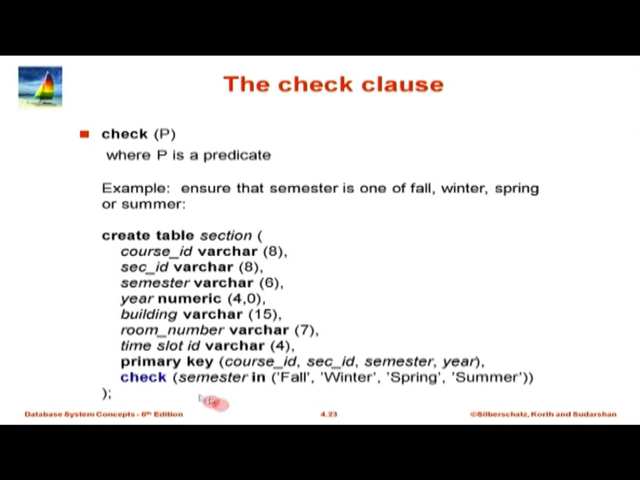 The check clause
check (P)
where P is a predicate
Example: ensure that semester is one of fall, winter, spring
or summer:
create table section (
course_id varchar (8),
sec_id varchar (8),
semester varchar (6),
year numeric (4,0),
building varchar (15),
room_number varchar (7),
time slot id varchar (4),
primary key (course_id, sec_id, semester, year),
check (semester in ('Fall', 'Winter', 'Spring', 'Summer'))
);
Database System Concepts - 6th Edition 4.23 ©Silberschatz, Korth and Sudarshan